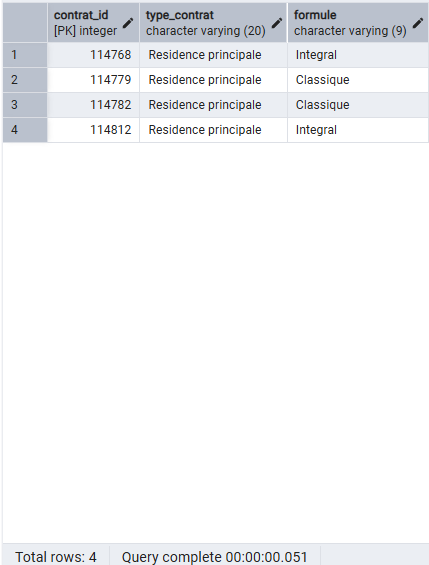 contrat_id type_contrat formule
[PK] integer character varying (20) character varying (9)
1 114768 Residence principale Integral
2 114779 Residence principale Classique
3 114782 Residence principale Classique
4 114812 Residence principale Integral
Total rows: 4 Query complete 00:00:00.051